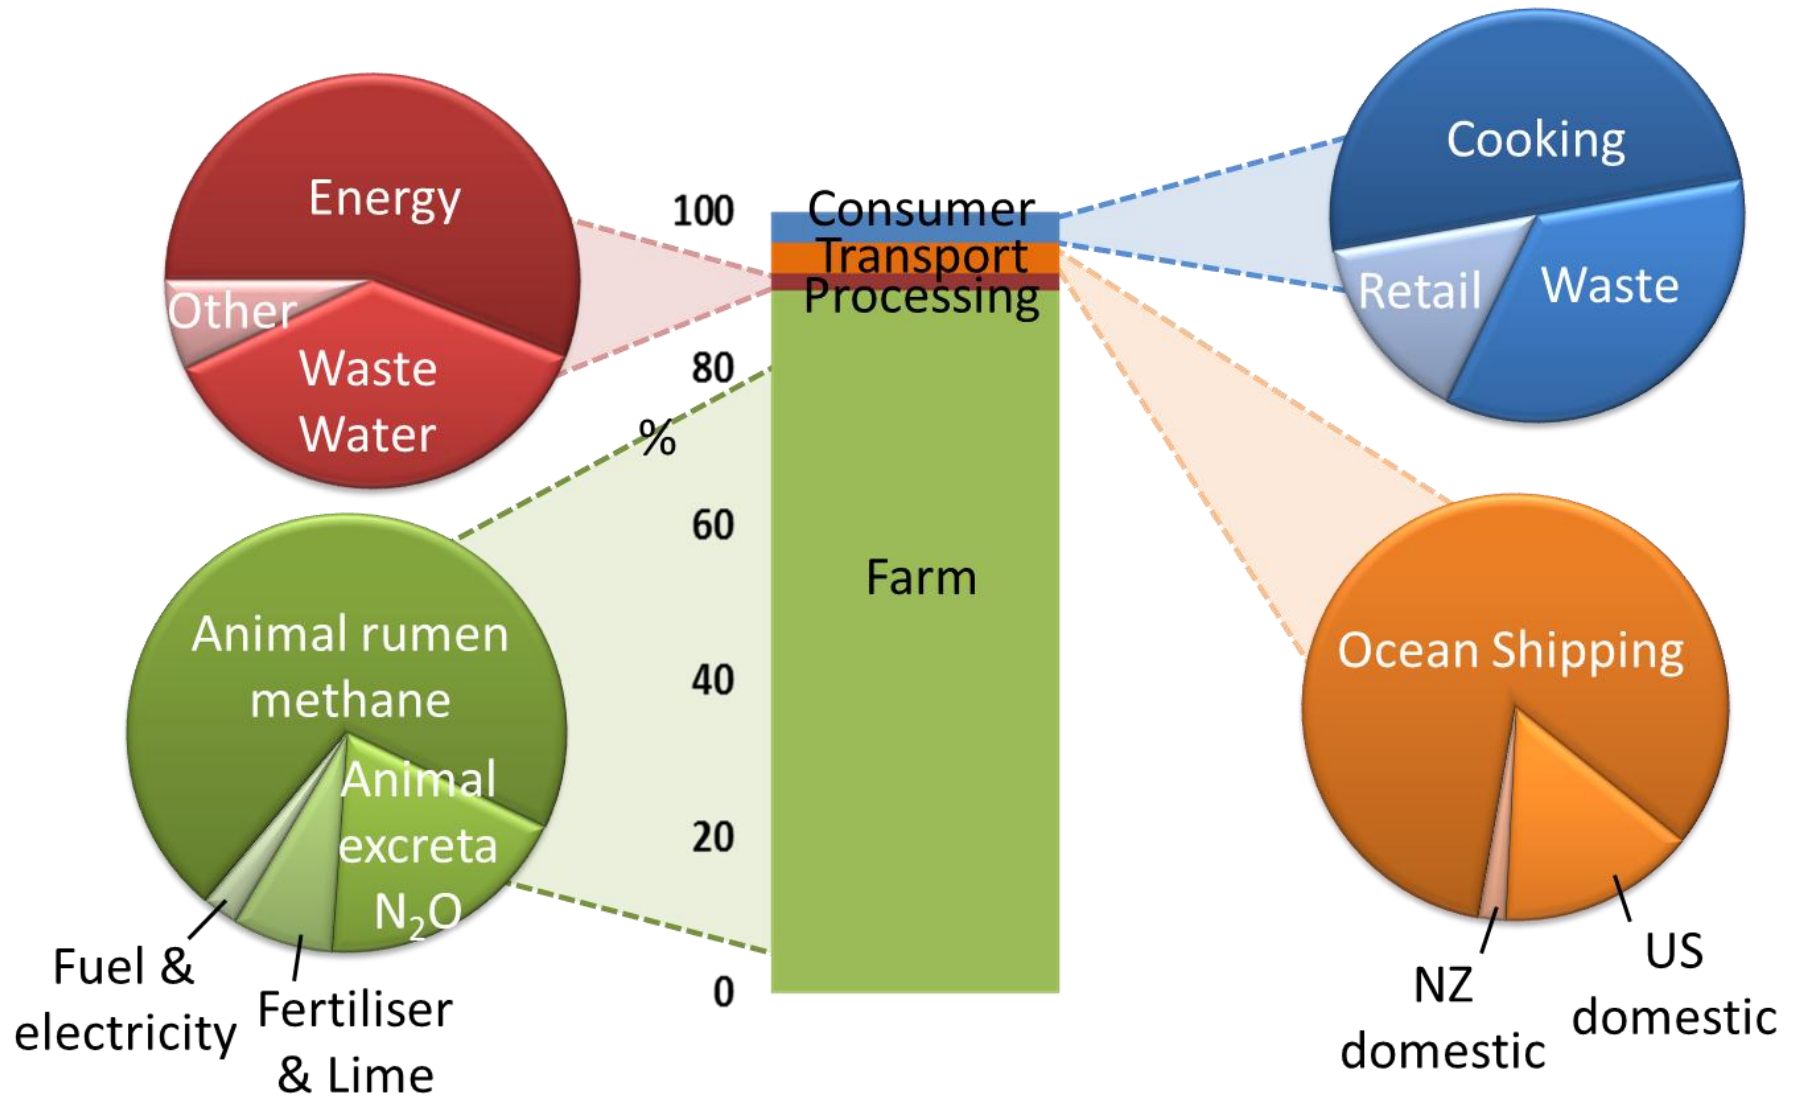 Energy
Other
Waste
Water
100
80
%
60
40
20
0
Consumer
Transport
Processing
Farm
Cooking
Retail
Waste
Animal rumen
methane
Animal
excreta
N₂O
Fuel &
electricity
Fertiliser
& Lime
Ocean Shipping
NZ
domestic
US
domestic